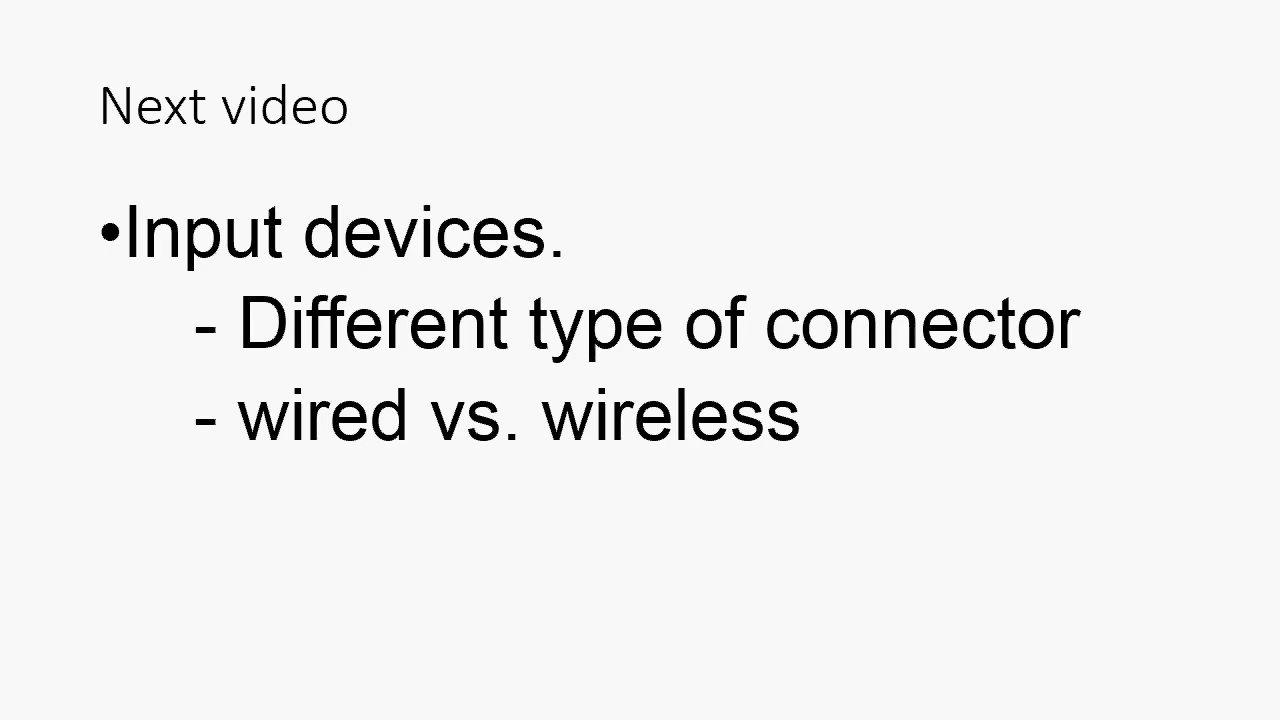 Next video
•Input devices.
- Different type of connector
- wired vs. wireless